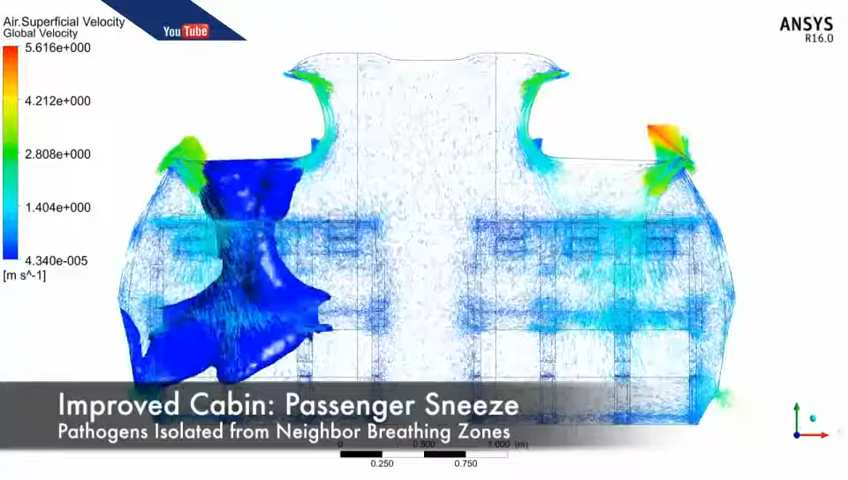 Air.Superficial Velocity
Global Velocity
5.616e+000
4.212e+000
2.808e+000
1.404e+000
4.340e-005
[m s^-1]
You Tube
ANSYS
R16.0
Improved Cabin: Passenger Sneeze
Pathogens Isolated from Neighbor Breathing Zones
0 0.500 1.000 (m)
0.250 0.750